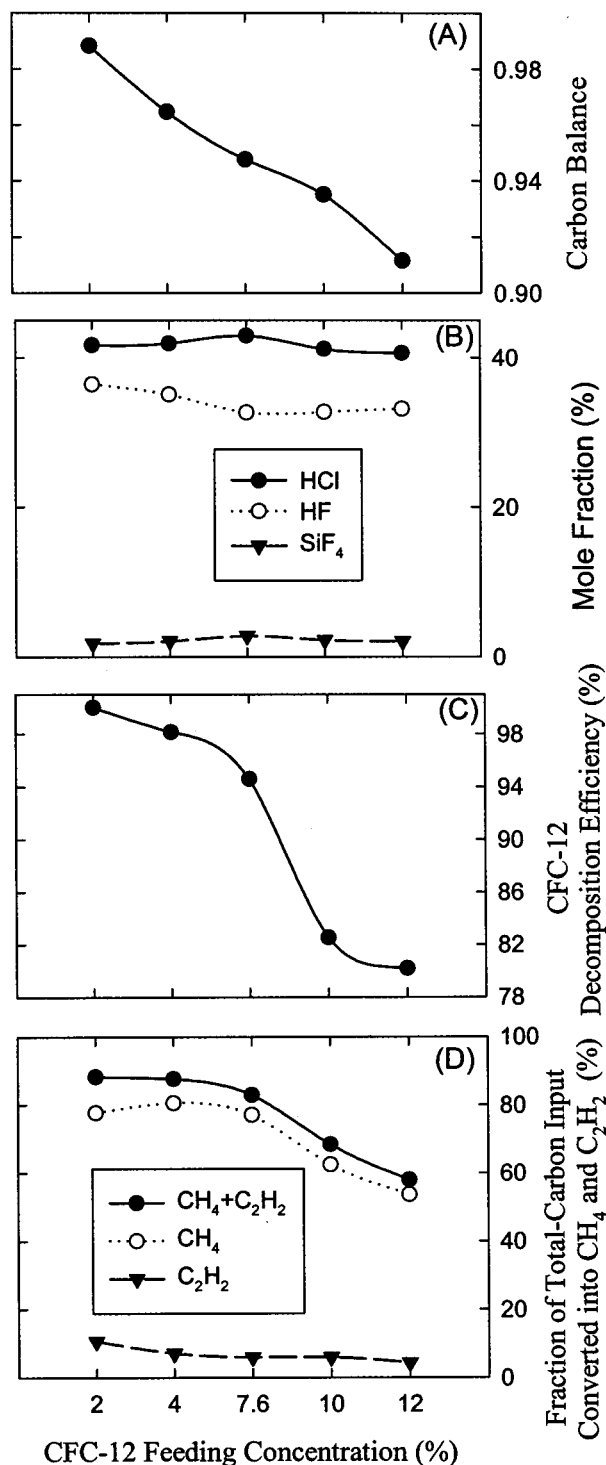 (A)
0.98
0.94
0.90
Carbon Balance
(B)
40
20
0
Mole Fraction (%)
HCl
HF
SiF₄
(C)
98
94
90
86
82
78
CFC-12
Decomposition Efficiency (%)
(D)
100
80
60
40
20
0
Fraction of Total-Carbon Input
Converted into CH₄ and C₂H₂ (%)
CH₄+C₂H₂
CH₄
C₂H₂
2 4 7.6 10 12
CFC-12 Feeding Concentration (%)